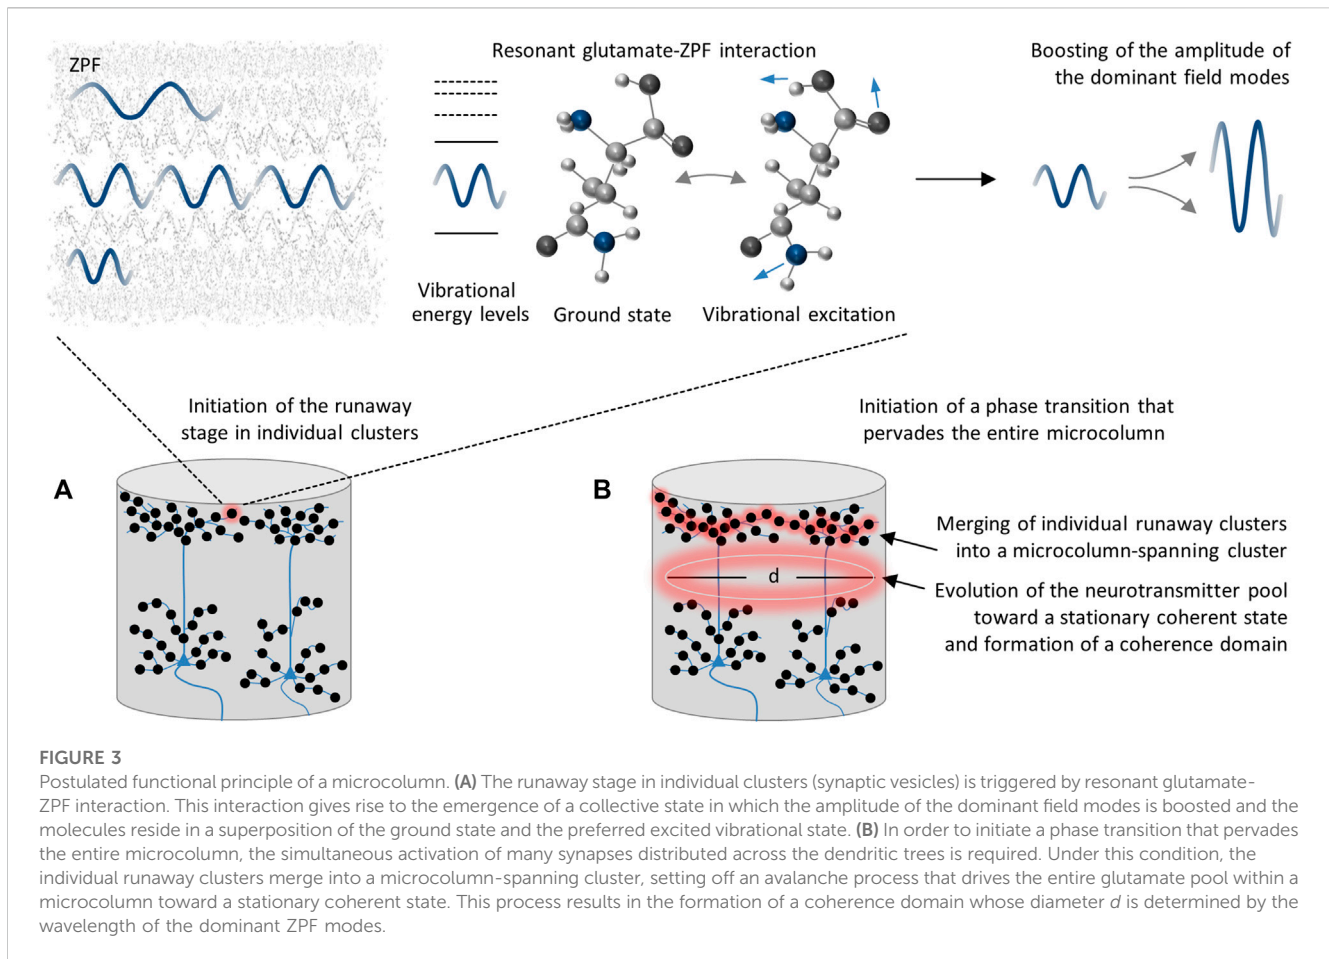 ZPF
Resonant glutamate-ZPF interaction
Boosting of the amplitude of
the dominant field modes
Vibrational
energy levels
Ground state
Vibrational excitation
Initiation of the runaway
stage in individual clusters
Initiation of a phase transition that
pervades the entire microcolumn
A
B
Merging of individual runaway clusters
into a microcolumn-spanning cluster
d
Evolution of the neurotransmitter pool
toward a stationary coherent state
and formation of a coherence domain
FIGURE 3
Postulated functional principle of a microcolumn. (A) The runaway stage in individual clusters (synaptic vesicles) is triggered by resonant glutamate-
ZPF interaction. This interaction gives rise to the emergence of a collective state in which the amplitude of the dominant field modes is boosted and the
molecules reside in a superposition of the ground state and the preferred excited vibrational state. (B) In order to initiate a phase transition that pervades
the entire microcolumn, the simultaneous activation of many synapses distributed across the dendritic trees is required. Under this condition, the
individual runaway clusters merge into a microcolumn-spanning cluster, setting off an avalanche process that drives the entire glutamate pool within a
microcolumn toward a stationary coherent state. This process results in the formation of a coherence domain whose diameter d is determined by the
wavelength of the dominant ZPF modes.